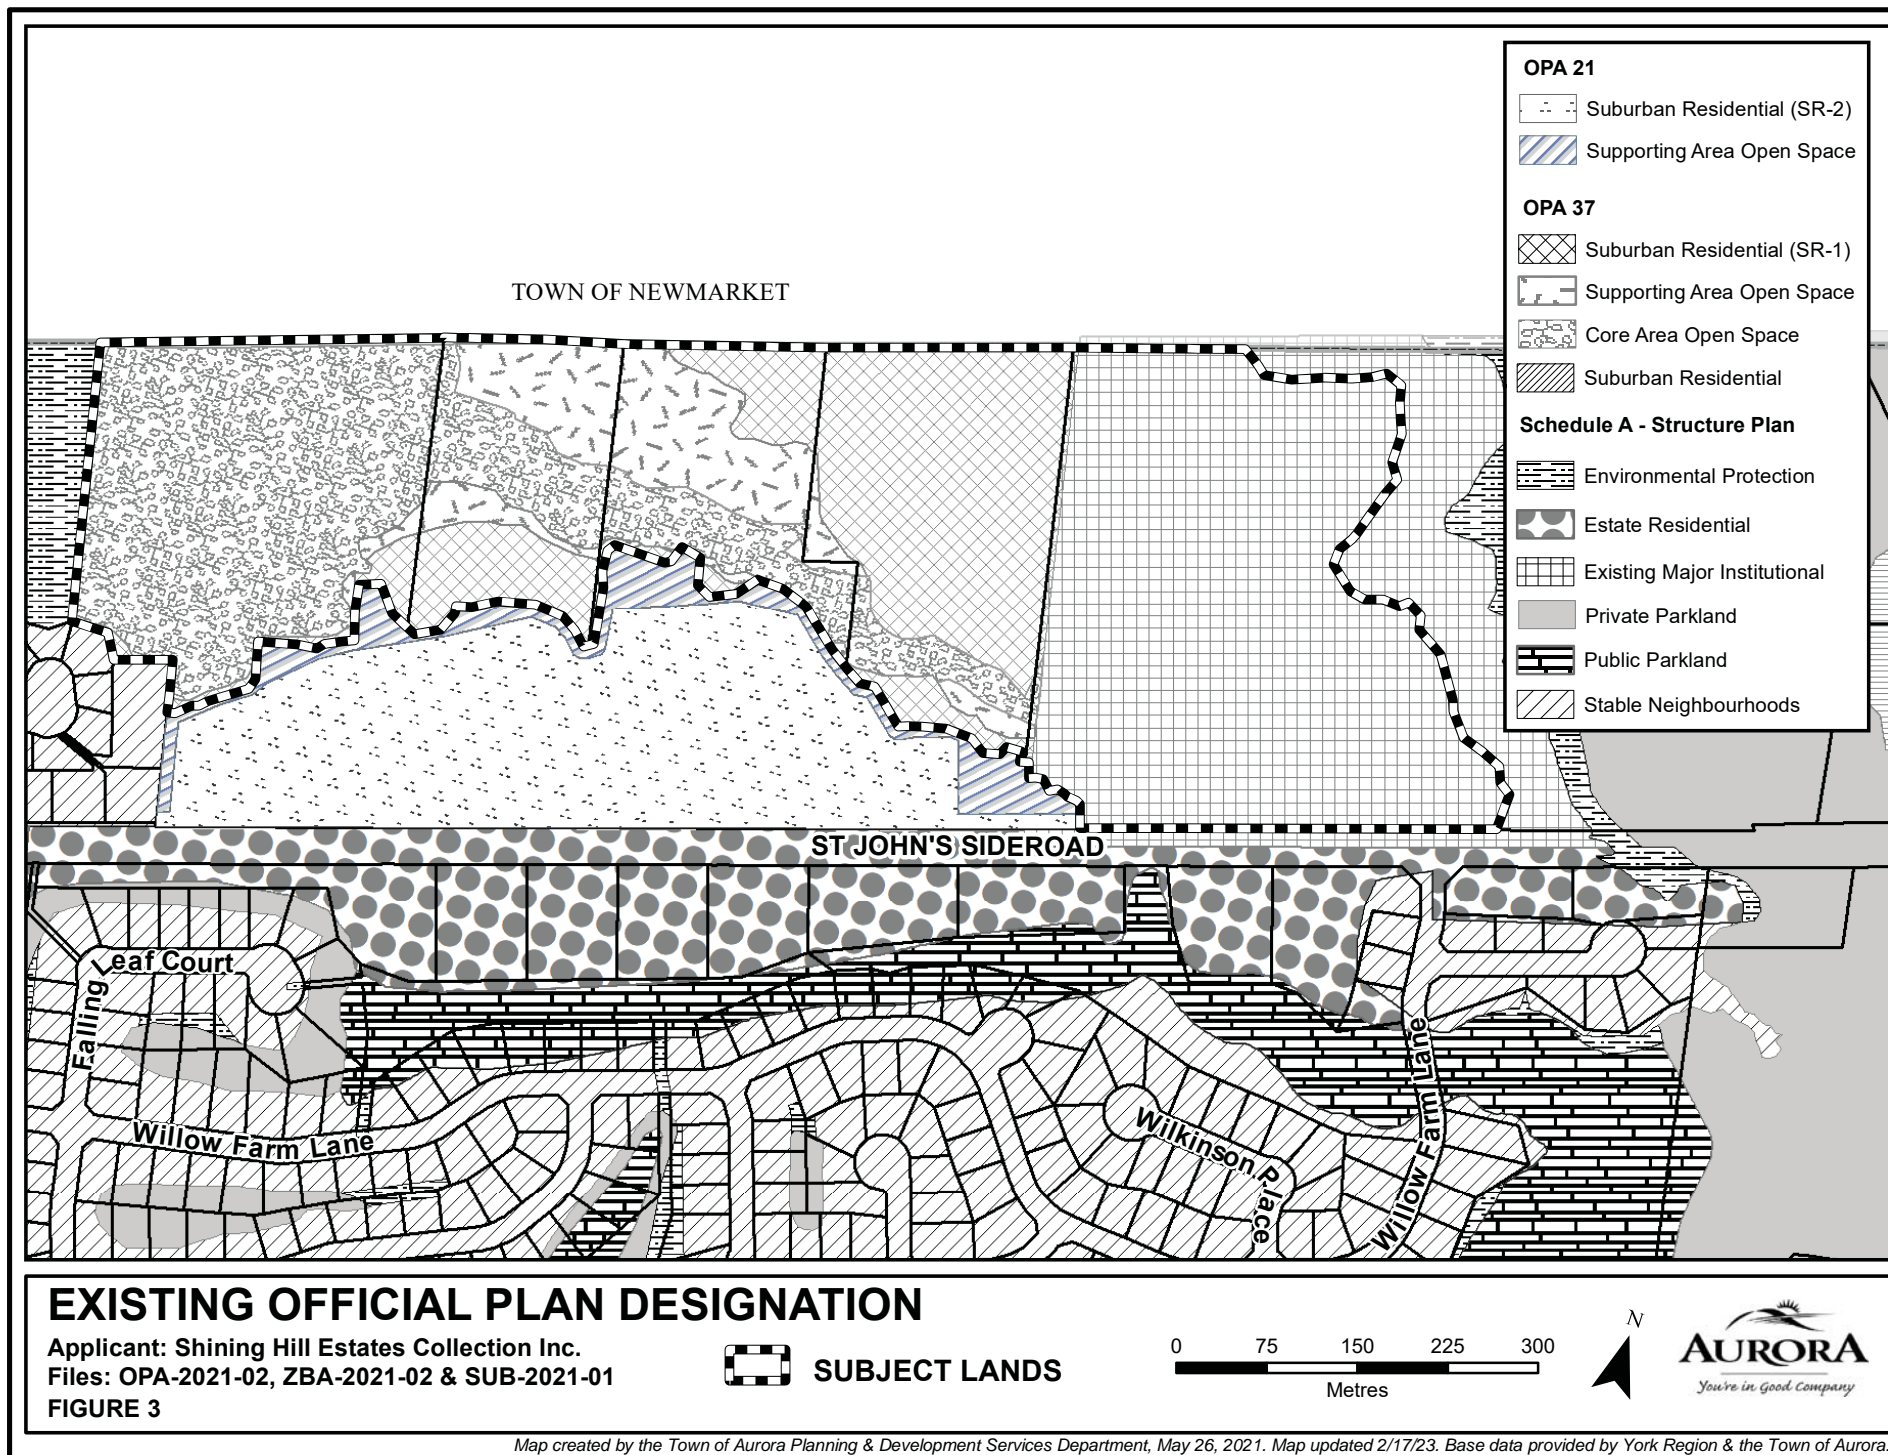 OPA 21
Suburban Residential (SR-2)
Supporting Area Open Space
OPA 37
Suburban Residential (SR-1)
Supporting Area Open Space
Core Area Open Space
Suburban Residential
Schedule A - Structure Plan
Environmental Protection
Estate Residential
Existing Major Institutional
Private Parkland
Public Parkland
Stable Neighbourhoods
TOWN OF NEWMARKET
ST JOHN'S SIDEROAD
Falling Leaf Court
Willow Farm Lane
Wilkinson Place
Willow Farm Lane
EXISTING OFFICIAL PLAN DESIGNATION
Applicant: Shining Hill Estates Collection Inc.
Files: OPA-2021-02, ZBA-2021-02 & SUB-2021-01
FIGURE 3
SUBJECT LANDS
0 75 150 225 300
Metres
N
AURORA
You're in Good Company
Map created by the Town of Aurora Planning & Development Services Department, May 26, 2021. Map updated 2/17/23. Base data provided by York Region & the Town of Aurora.